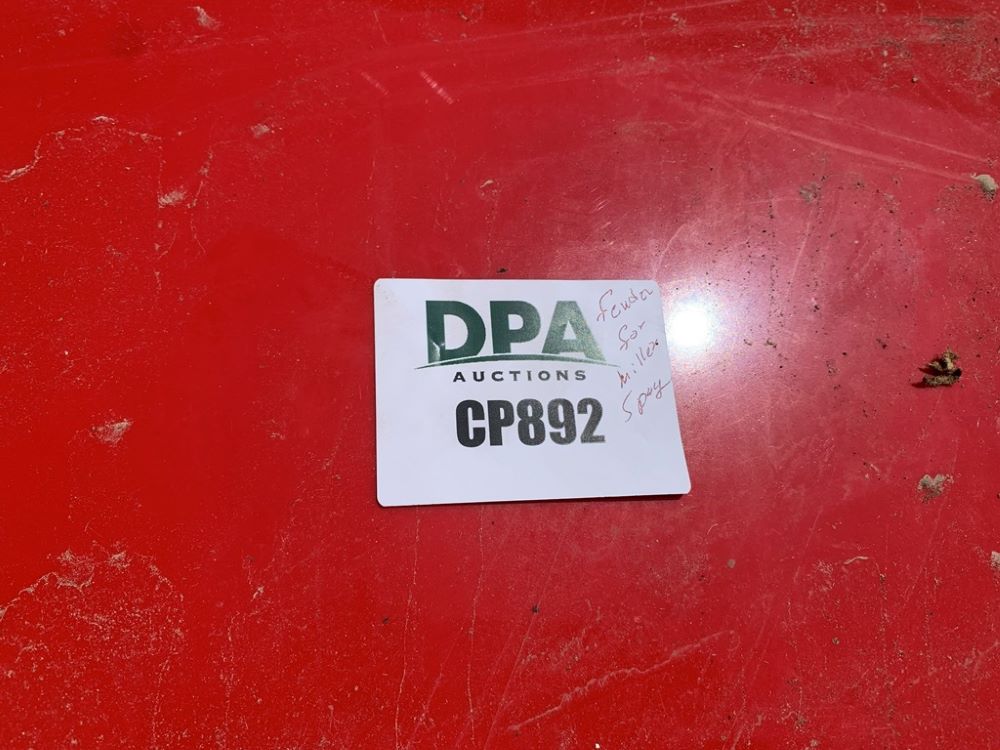 DPA
AUCTIONS
CP892
Fender
for
Miller
Spray